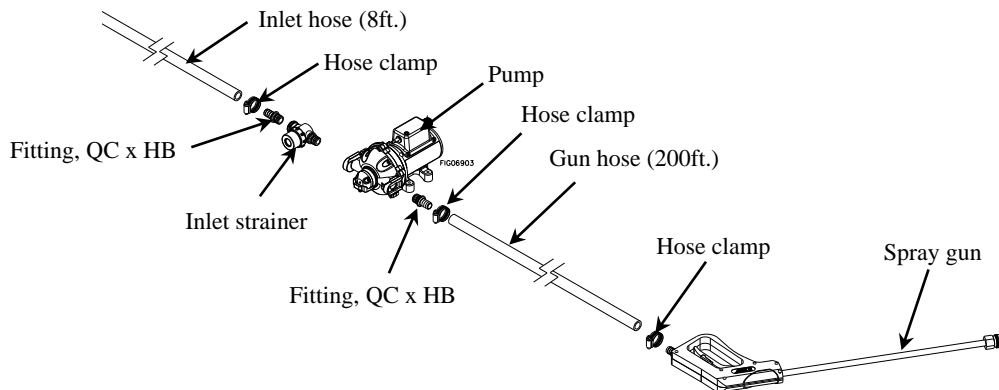 Inlet hose (8ft.)
Hose clamp
Pump
Hose clamp
Fitting, QC x HB
Gun hose (200ft.)
FIG06903
Inlet strainer
Hose clamp
Spray gun
Fitting, QC x HB